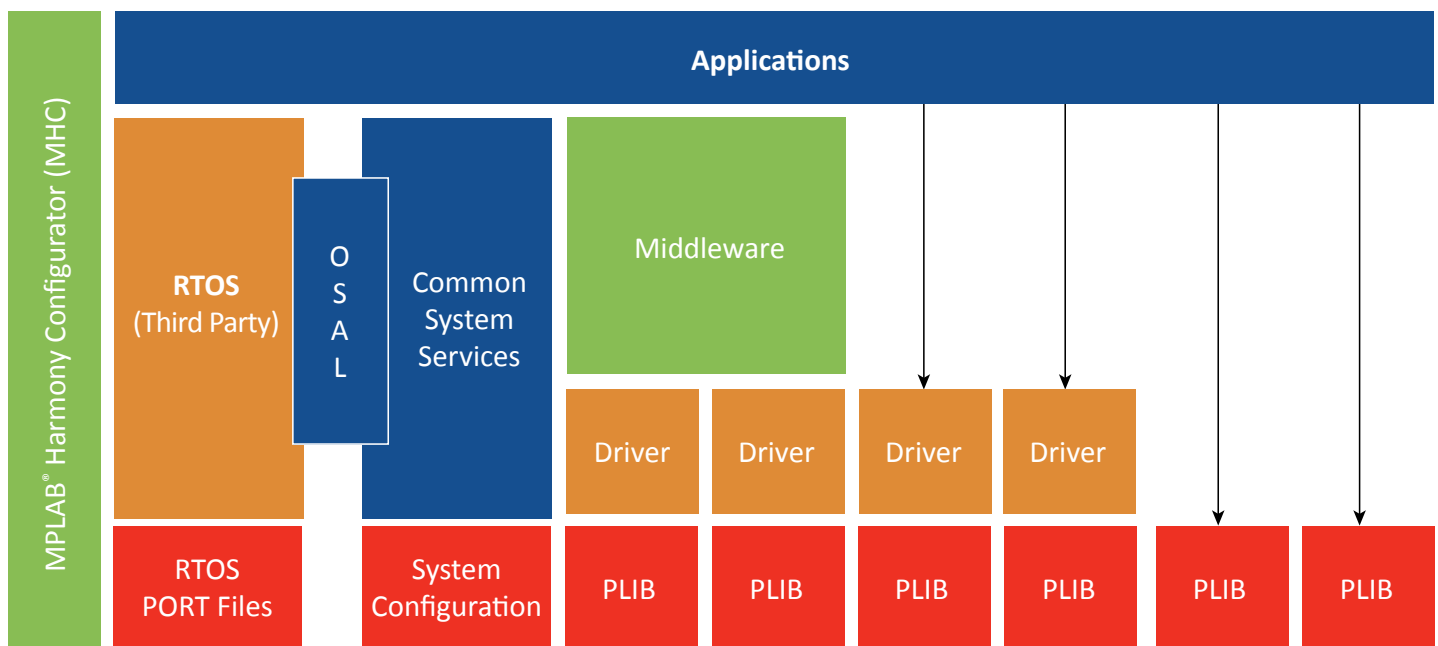 MPLAB® Harmony Configurator (MHC)
Applications
RTOS
(Third Party)
O
S
A
L
Common
System
Services
Middleware
Driver
Driver
Driver
Driver
RTOS
PORT Files
System
Configuration
PLIB
PLIB
PLIB
PLIB
PLIB
PLIB